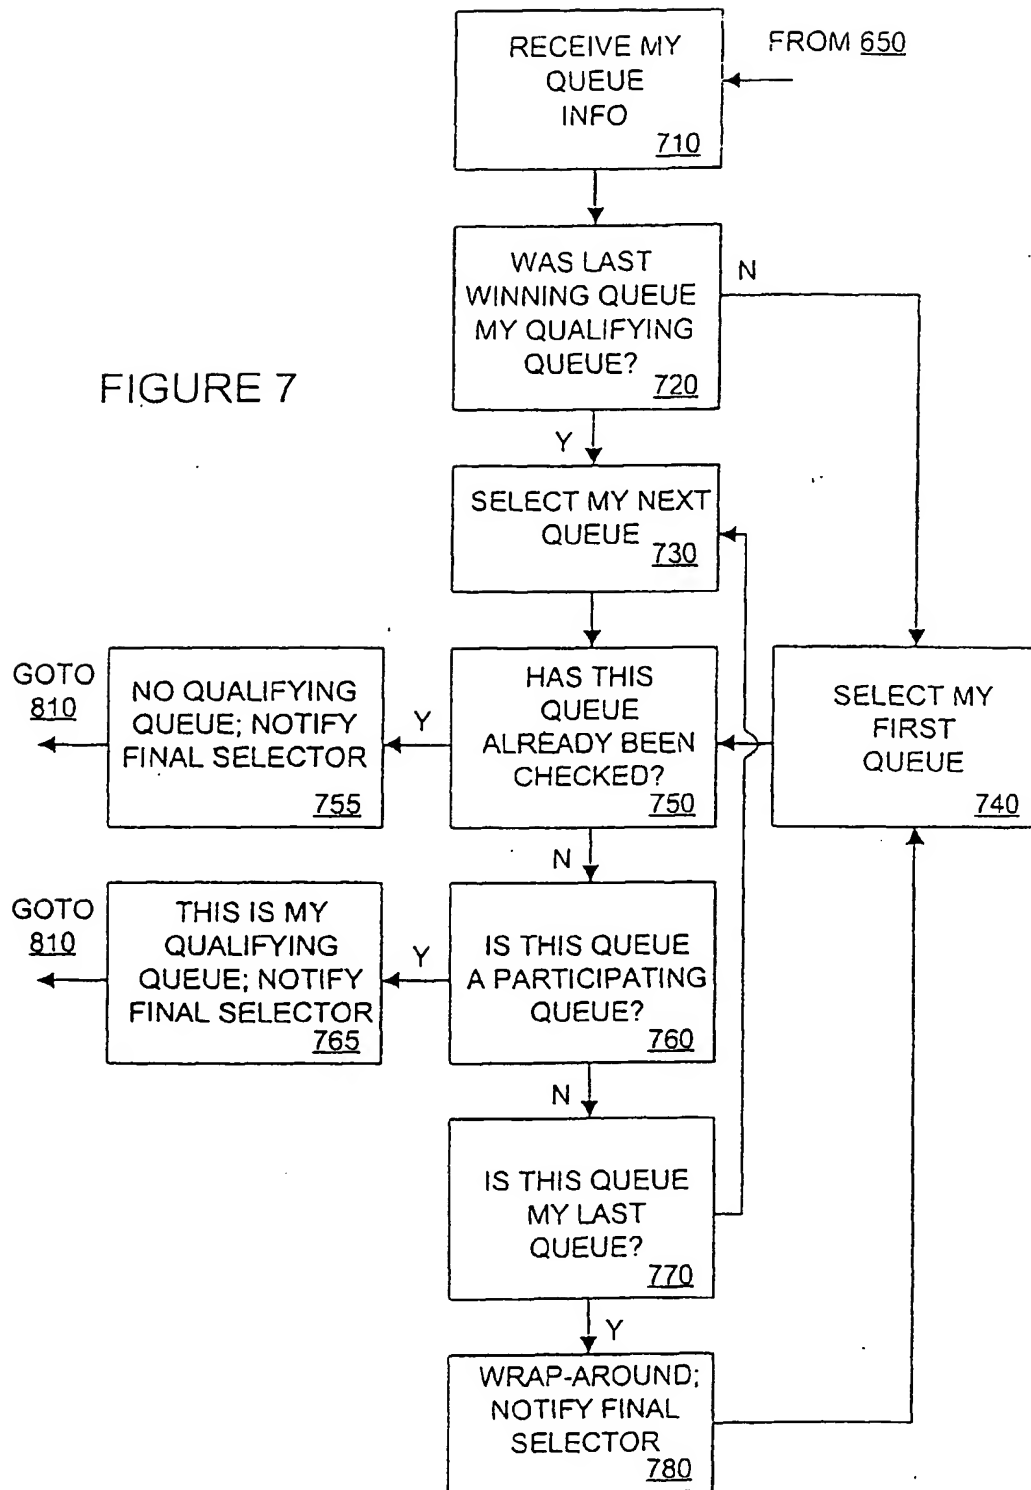 RECEIVE MY
QUEUE
INFO
710
FROM 650
WAS LAST
WINNING QUEUE
MY QUALIFYING
QUEUE?
720
N
FIGURE 7
Y
SELECT MY NEXT
QUEUE
730
GOTO
810
NO QUALIFYING
QUEUE; NOTIFY
FINAL SELECTOR
755
Y
HAS THIS
QUEUE
ALREADY BEEN
CHECKED?
750
SELECT MY
FIRST
QUEUE
740
N
GOTO
810
THIS IS MY
QUALIFYING
QUEUE; NOTIFY
FINAL SELECTOR
765
Y
IS THIS QUEUE
A PARTICIPATING
QUEUE?
760
N
IS THIS QUEUE
MY LAST
QUEUE?
770
Y
WRAP-AROUND;
NOTIFY FINAL
SELECTOR
780